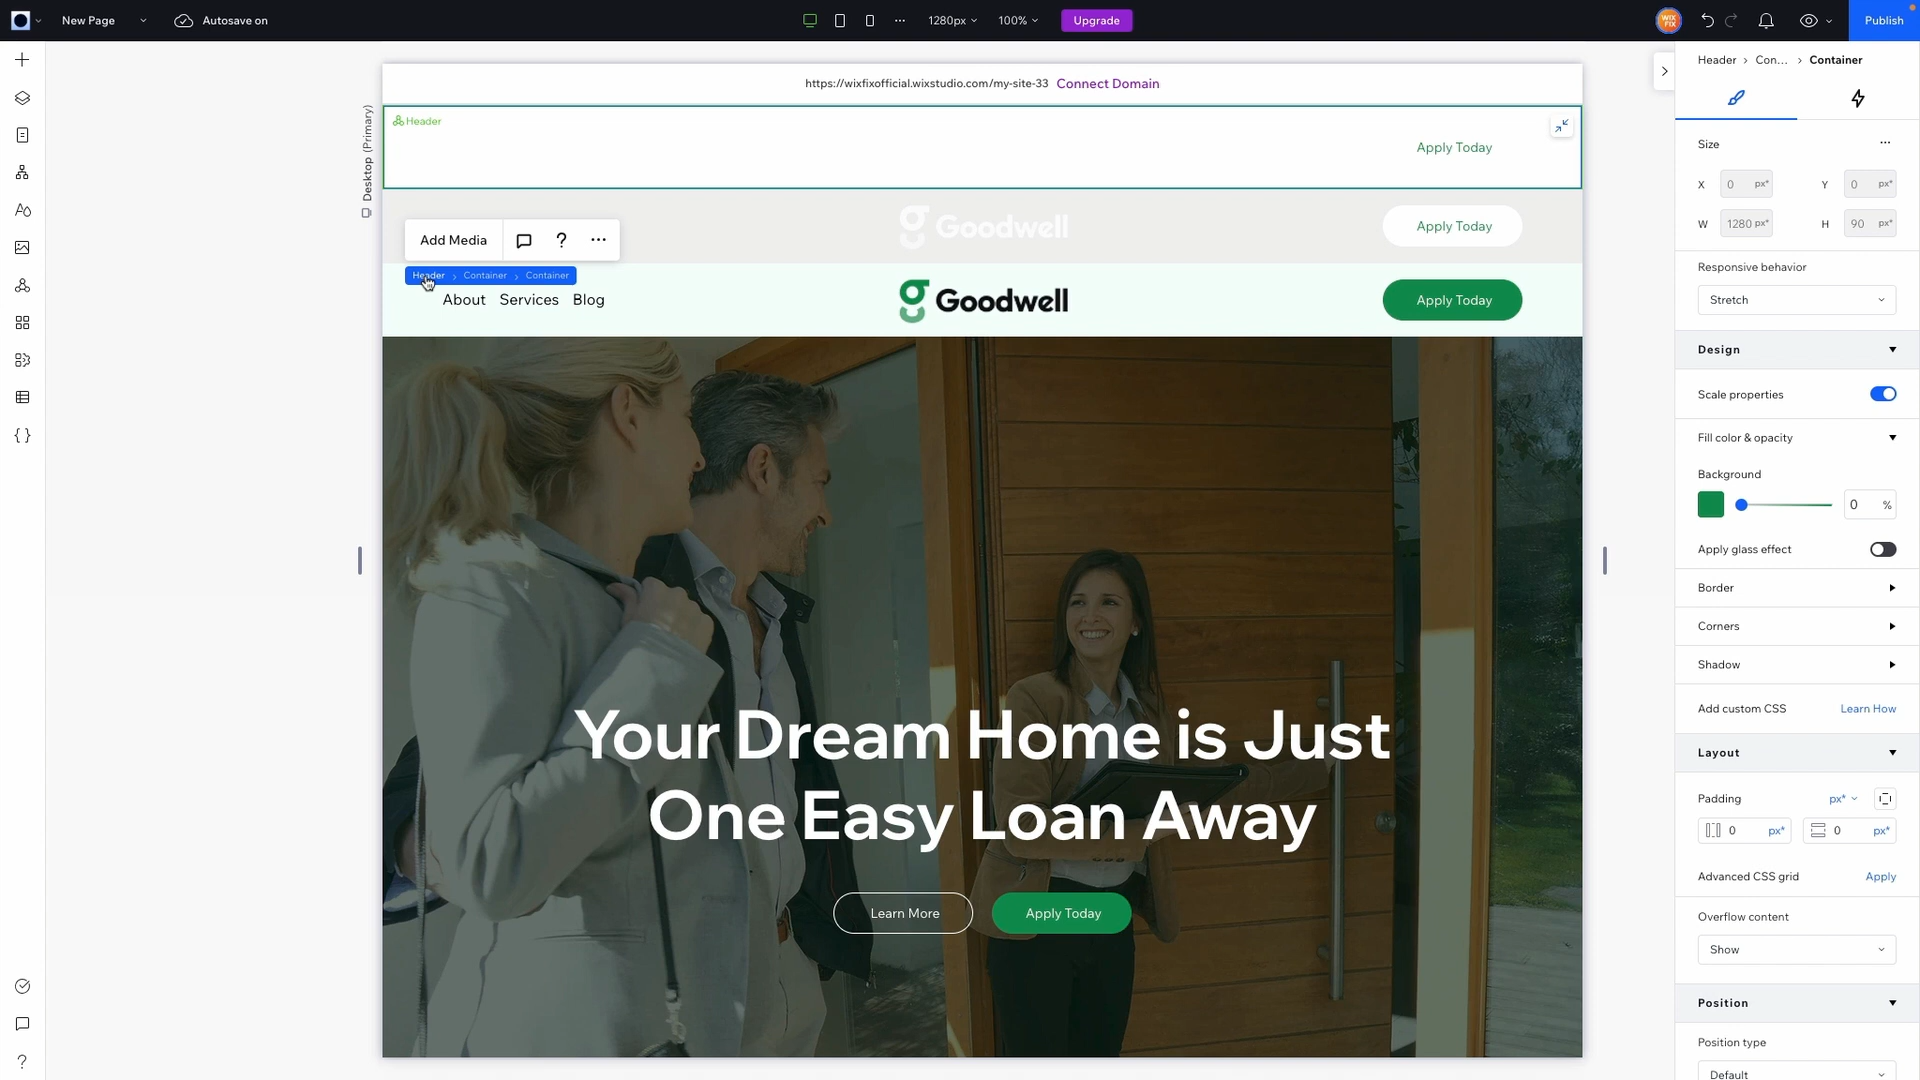 New Page
Autosave on
1280px
100%
Upgrade
WIX FIX
Publish
https://wixfixofficial.wixstudio.com/my-site-33 Connect Domain
Desktop (Primary)
Header
Apply Today
Goodwell
Apply Today
Add Media
?
Header > Container > Container
About Services Blog
Goodwell
Apply Today
Your Dream Home is Just
One Easy Loan Away
Learn More
Apply Today
Header > Con... > Container
Size
X 0 px* Y 0 px*
W 1280 px* H 90 px*
Responsive behavior
Stretch
Design
Scale properties
Fill color & opacity
Background
0 %
Apply glass effect
Border
Corners
Shadow
Add custom CSS Learn How
Layout
Padding px*
0 px* 0 px*
Advanced CSS grid Apply
Overflow content
Show
Position
Position type
Default